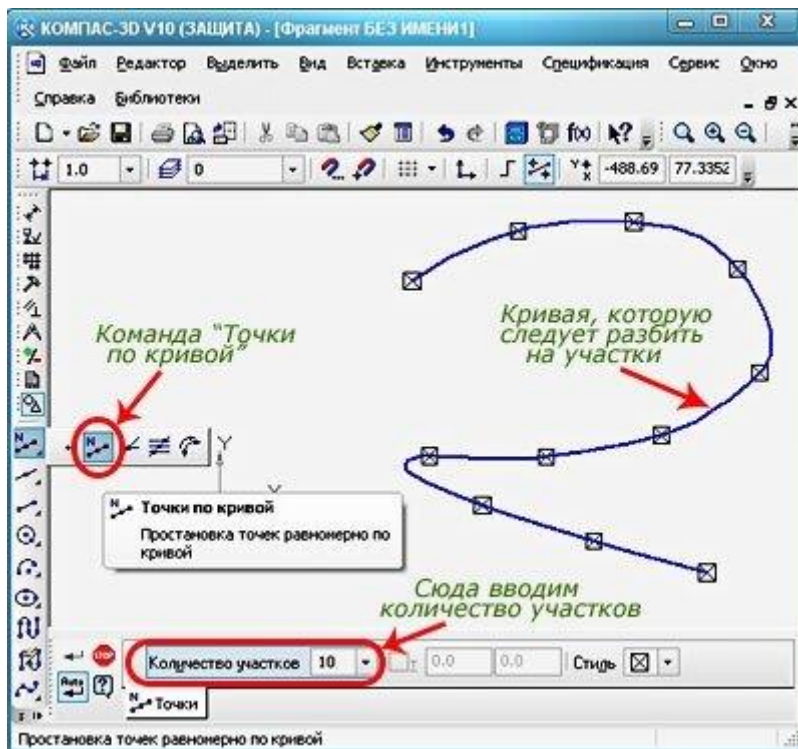 КОМПАС-3D V10 (ЗАЩИТА) - [Фрагмент БЕЗ ИМЕНИ1]
Файл Редактор Выделить Вид Вставка Инструменты Спецификация Сервис Окно
Справка Библиотеки
1.0 0 -488.69 77.3352
Команда "Точки
по кривой"
Кривая, которую
следует разбить
на участки
Y
X
Точки по кривой
Простановка точек равномерно по
кривой
Сюда вводим
количество участков
Количество участков 10 0.0 0.0 Стиль
Точки
Простановка точек равномерно по кривой